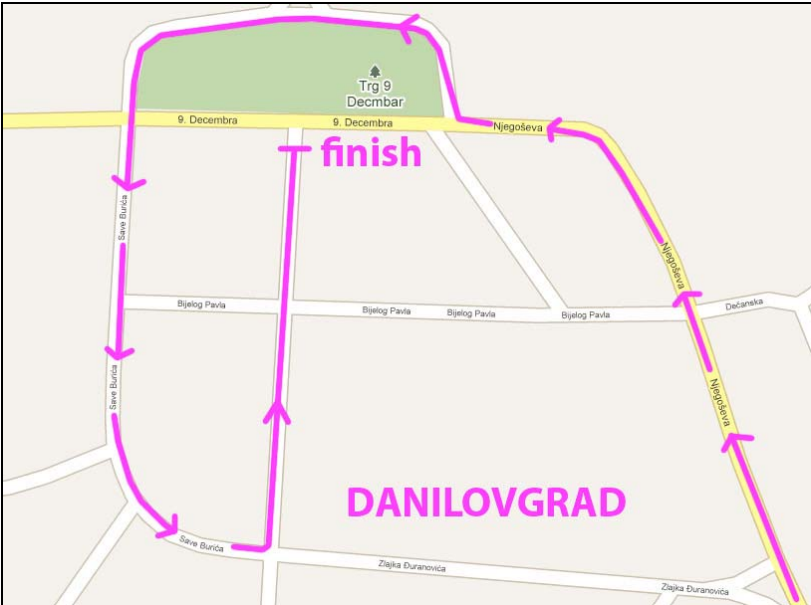 Trg 9
Decmbar
9. Decembra
9. Decembra
Njegoševa
finish
Save Burića
Njegoševa
Bijelog Pavla
Bijelog Pavla
Bijelog Pavla
Bijelog Pavla
Dečanska
Save Burića
Njegoševa
DANILOVGRAD
Save Burića
Zlajka Đuranovića
Zlajka Đuranovića